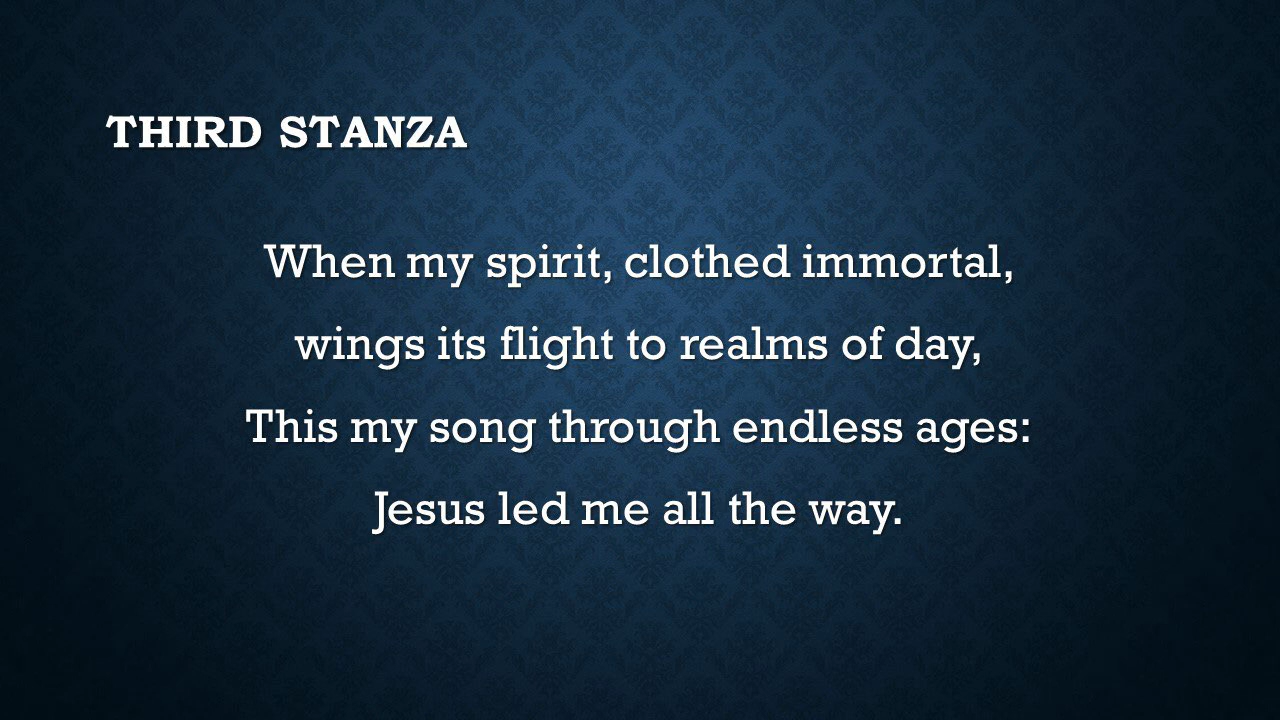 THIRD STANZA
When my spirit, clothed immortal,
wings its flight to realms of day,
This my song through endless ages:
Jesus led me all the way.